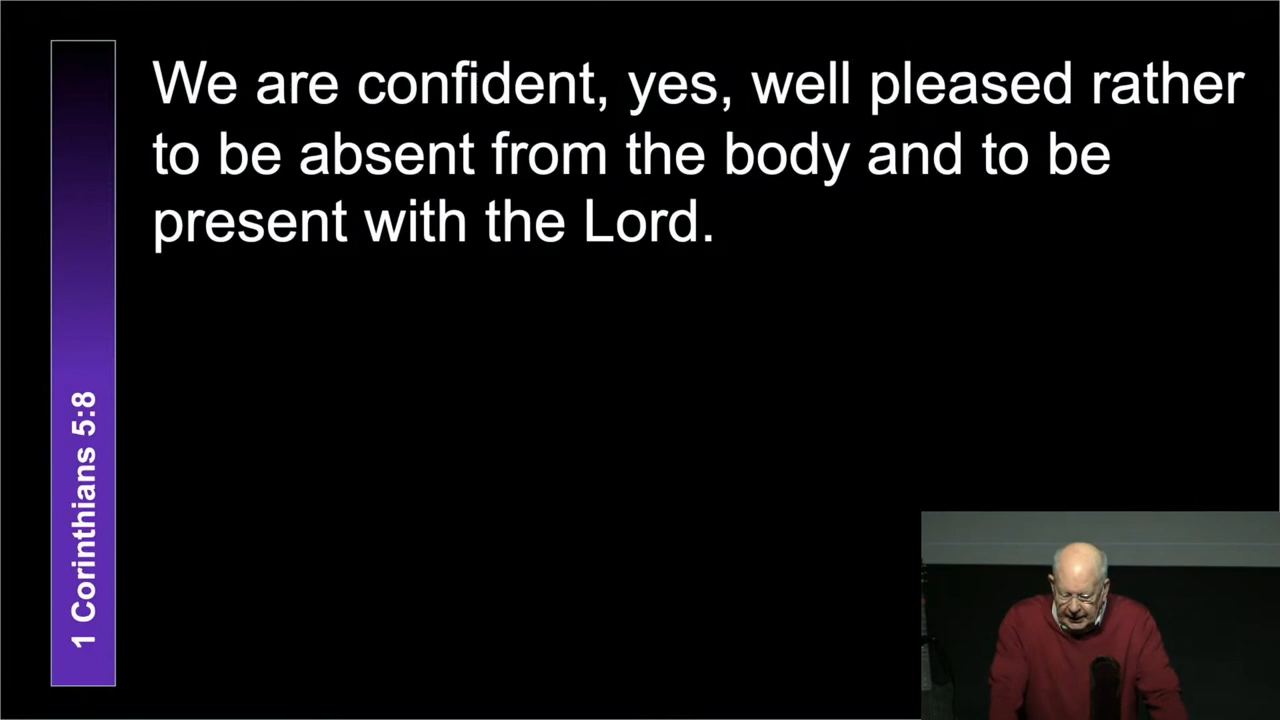 We are confident, yes, well pleased rather
to be absent from the body and to be
present with the Lord.
1 Corinthians 5:8